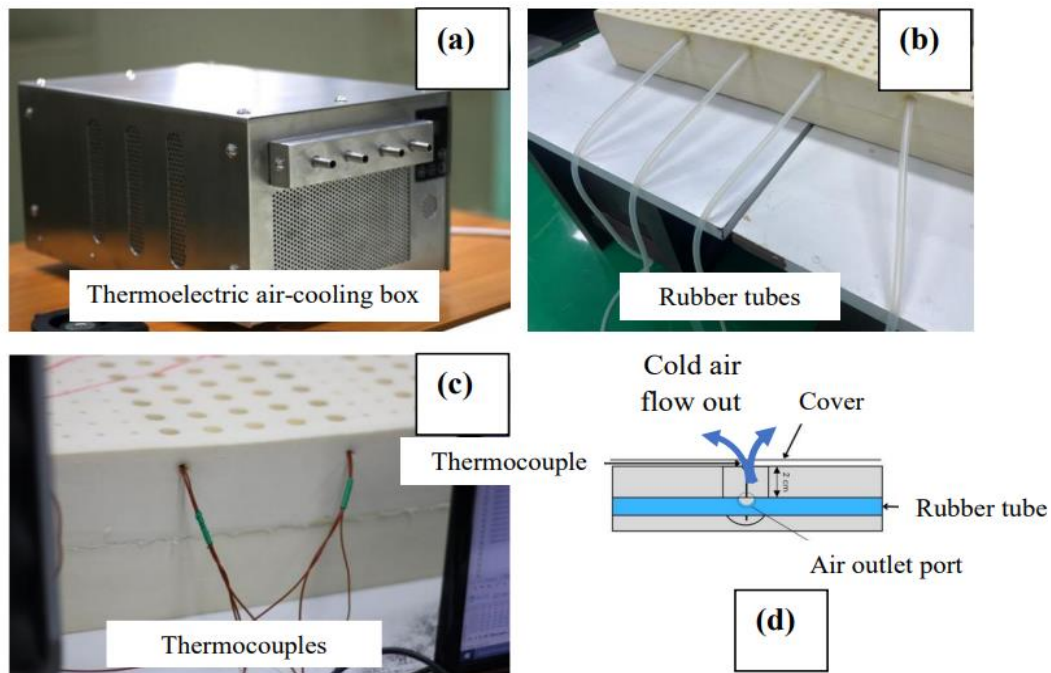 (a)
Thermoelectric air-cooling box
(b)
Rubber tubes
(c)
Thermocouples
Cold air
flow out
Cover
Thermocouple
2 cm
Rubber tube
Air outlet port
(d)